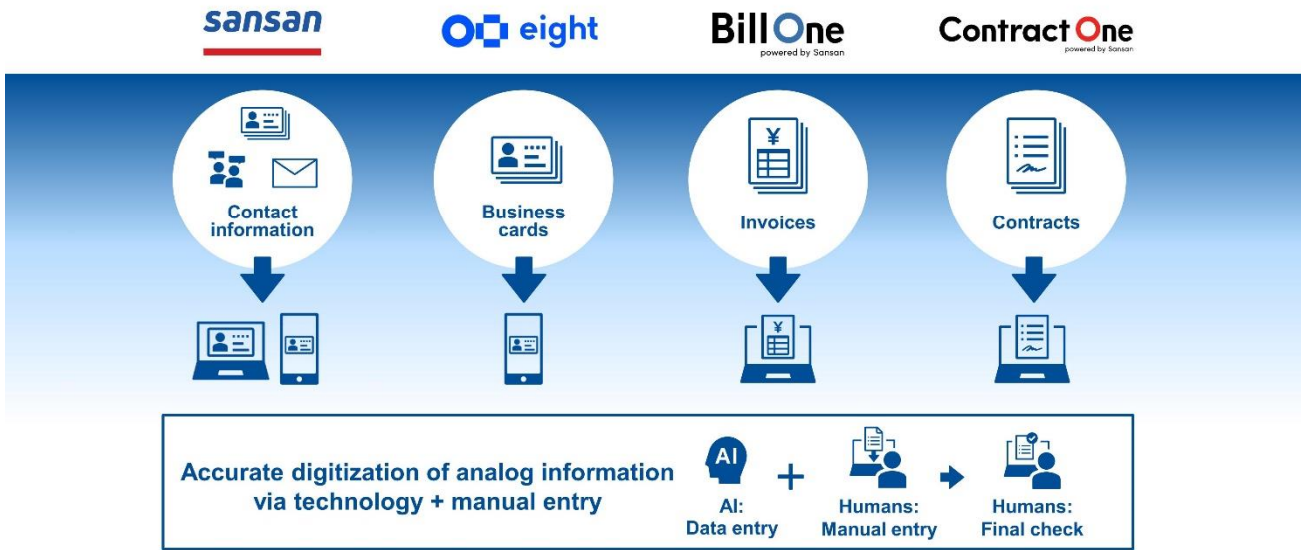 sansan
eight
Bill One
powered by Sansan
Contract One
powered by Sansan
Contact
information
Business
cards
¥
Invoices
Contracts
¥
Accurate digitization of analog information
via technology + manual entry
AI
+
AI:
Data entry
Humans:
Manual entry
Humans:
Final check